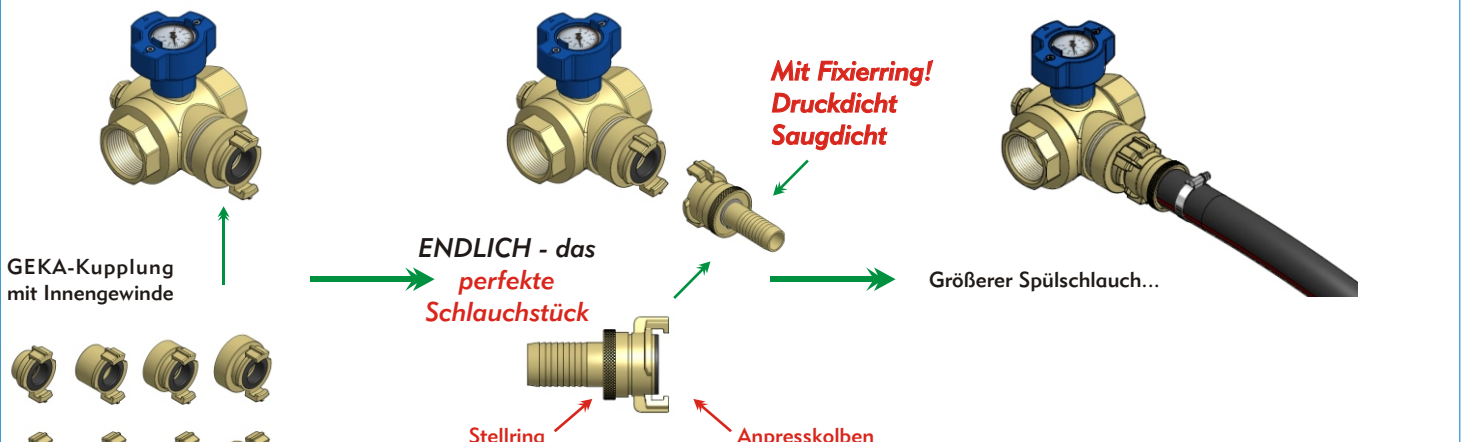 Mit Fixierring!
Druckdicht
Saugdicht
ENDLICH - das
perfekte
Schlauchstück
GEKA-Kupplung
mit Innengewinde
Größerer Spülschlauch...
Stellring
Anpresskolben